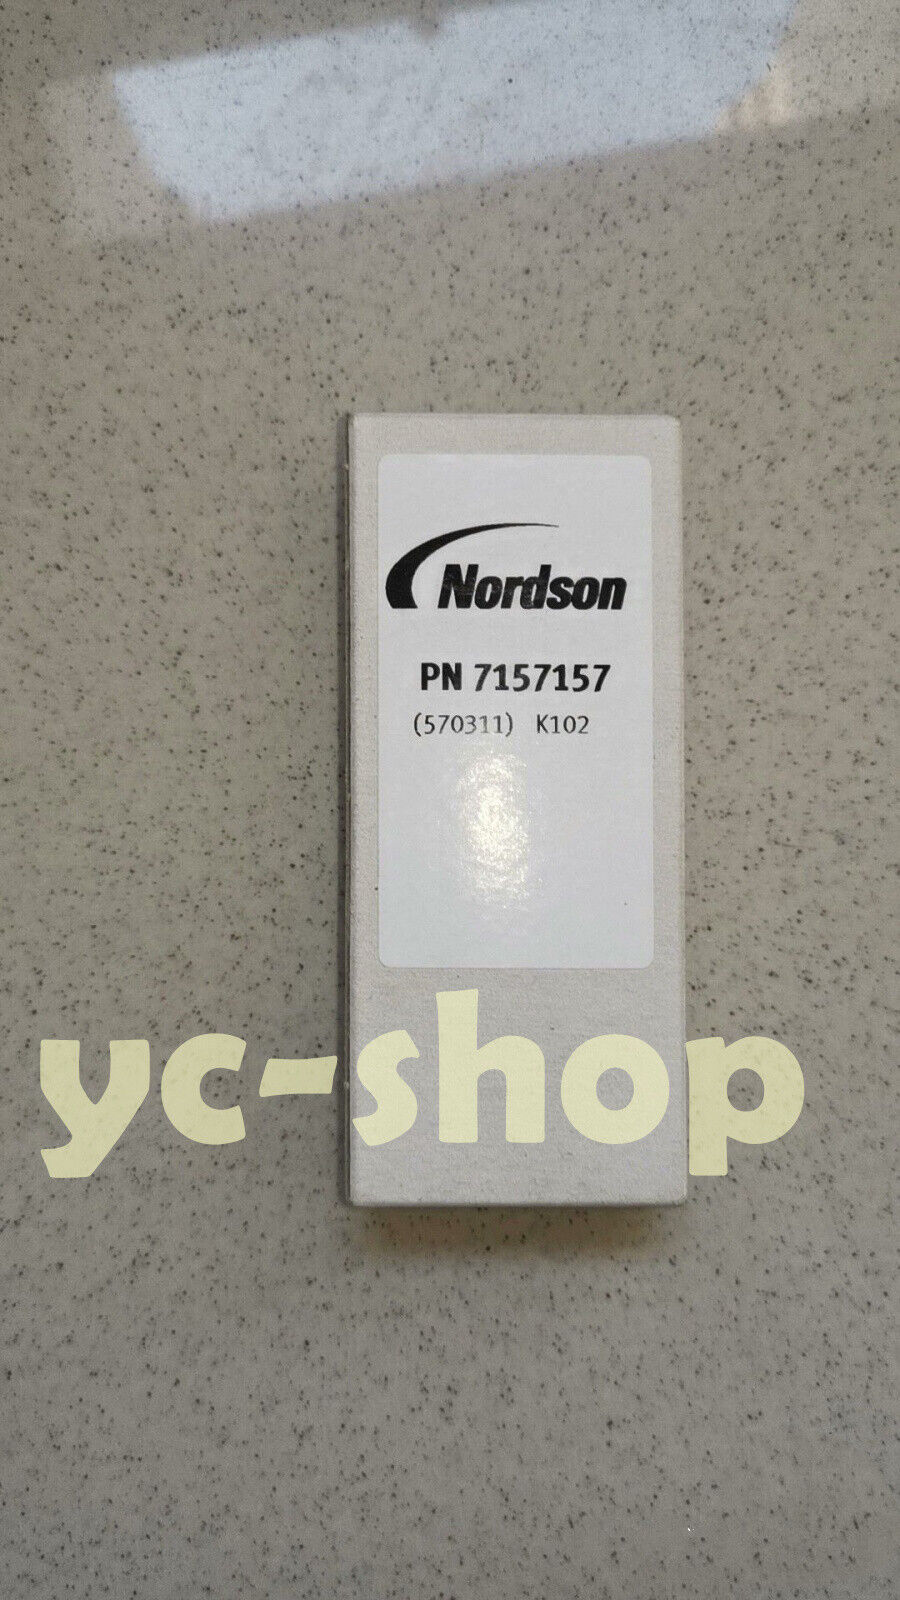 Nordson
PN 7157157
(570311) K102
yc-shop